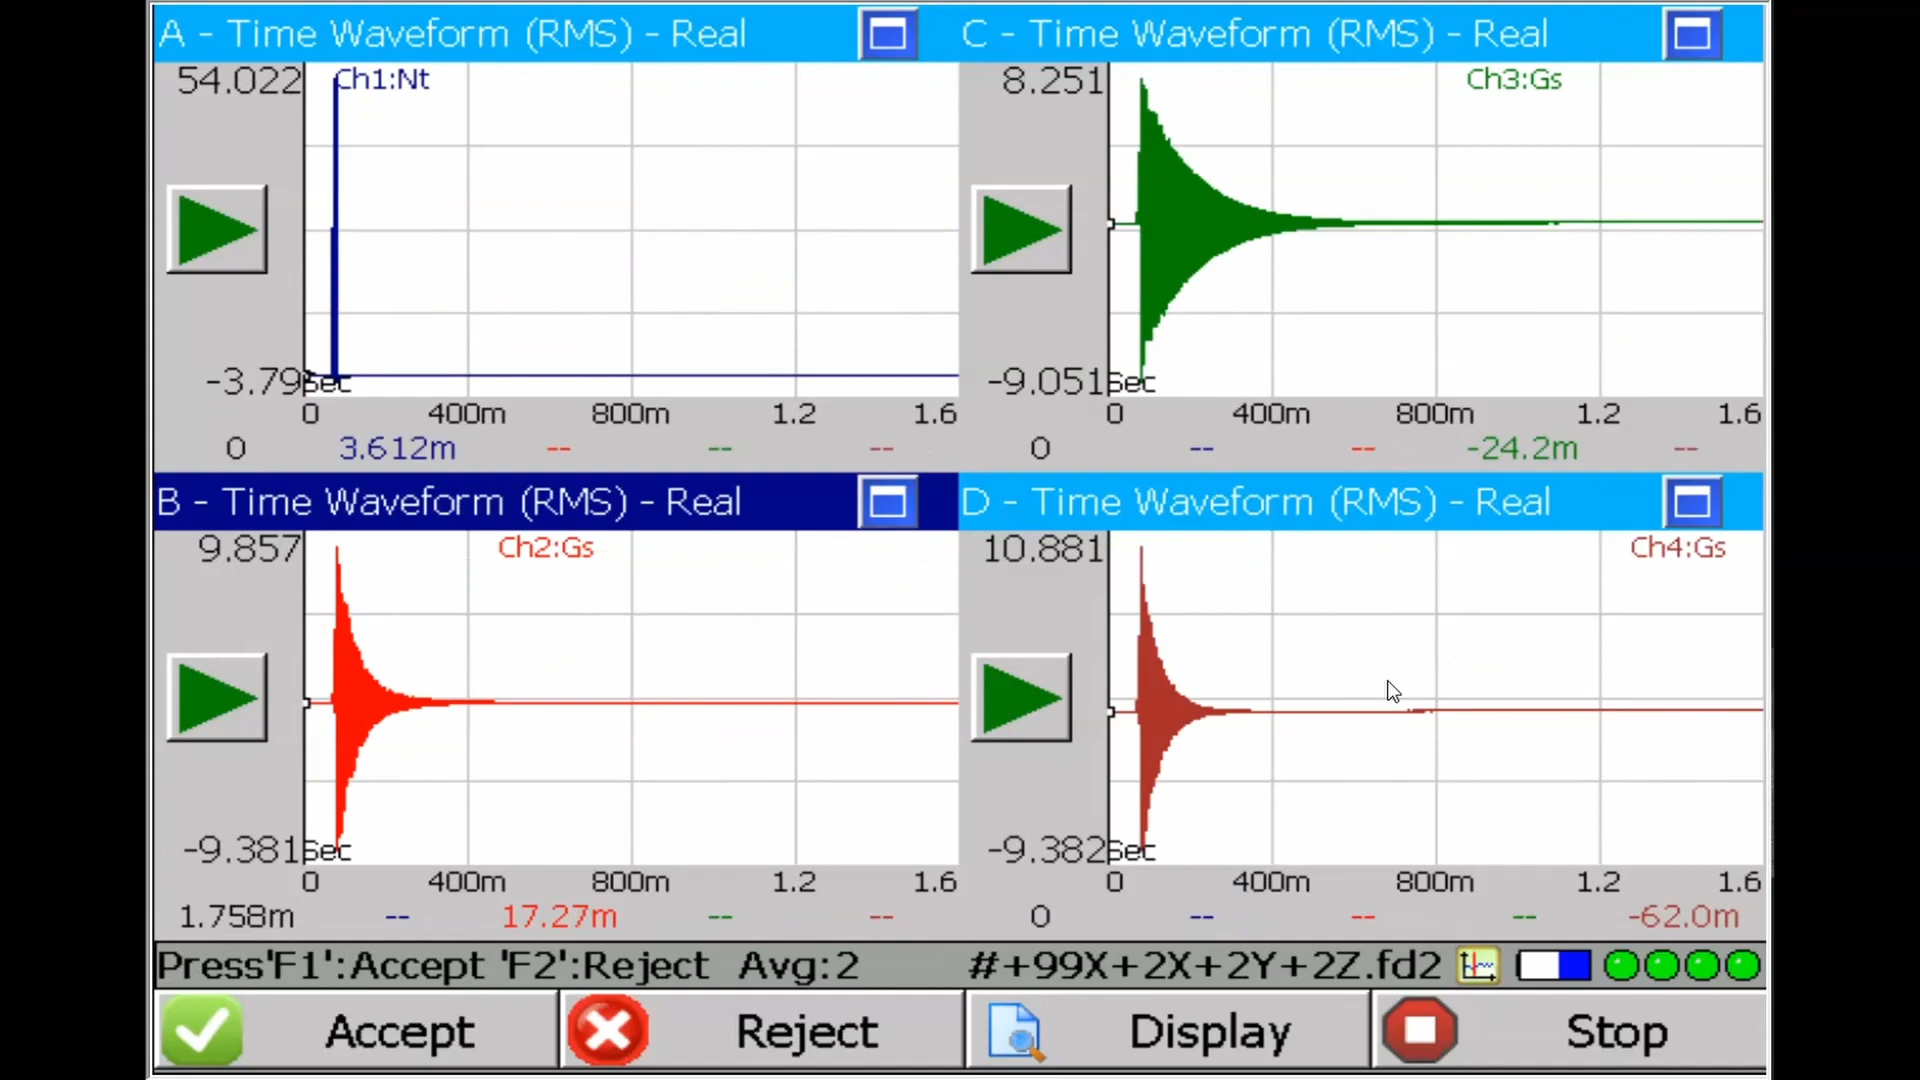 A - Time Waveform (RMS) - Real
54.022
Ch1:Nt
-3.79
Sec
0 400m 800m 1.2 1.6
0 3.612m -- -- --
C - Time Waveform (RMS) - Real
8.251
Ch3:Gs
-9.051
Sec
0 400m 800m 1.2 1.6
0 -- -- -24.2m --
B - Time Waveform (RMS) - Real
9.857
Ch2:Gs
-9.381
Sec
0 400m 800m 1.2 1.6
1.758m -- 17.27m -- --
D - Time Waveform (RMS) - Real
10.881
Ch4:Gs
-9.382
Sec
0 400m 800m 1.2 1.6
0 -- -- -- -62.0m
Press'F1':Accept 'F2':Reject Avg:2 #+99X+2X+2Y+2Z.fd2
Accept Reject Display Stop